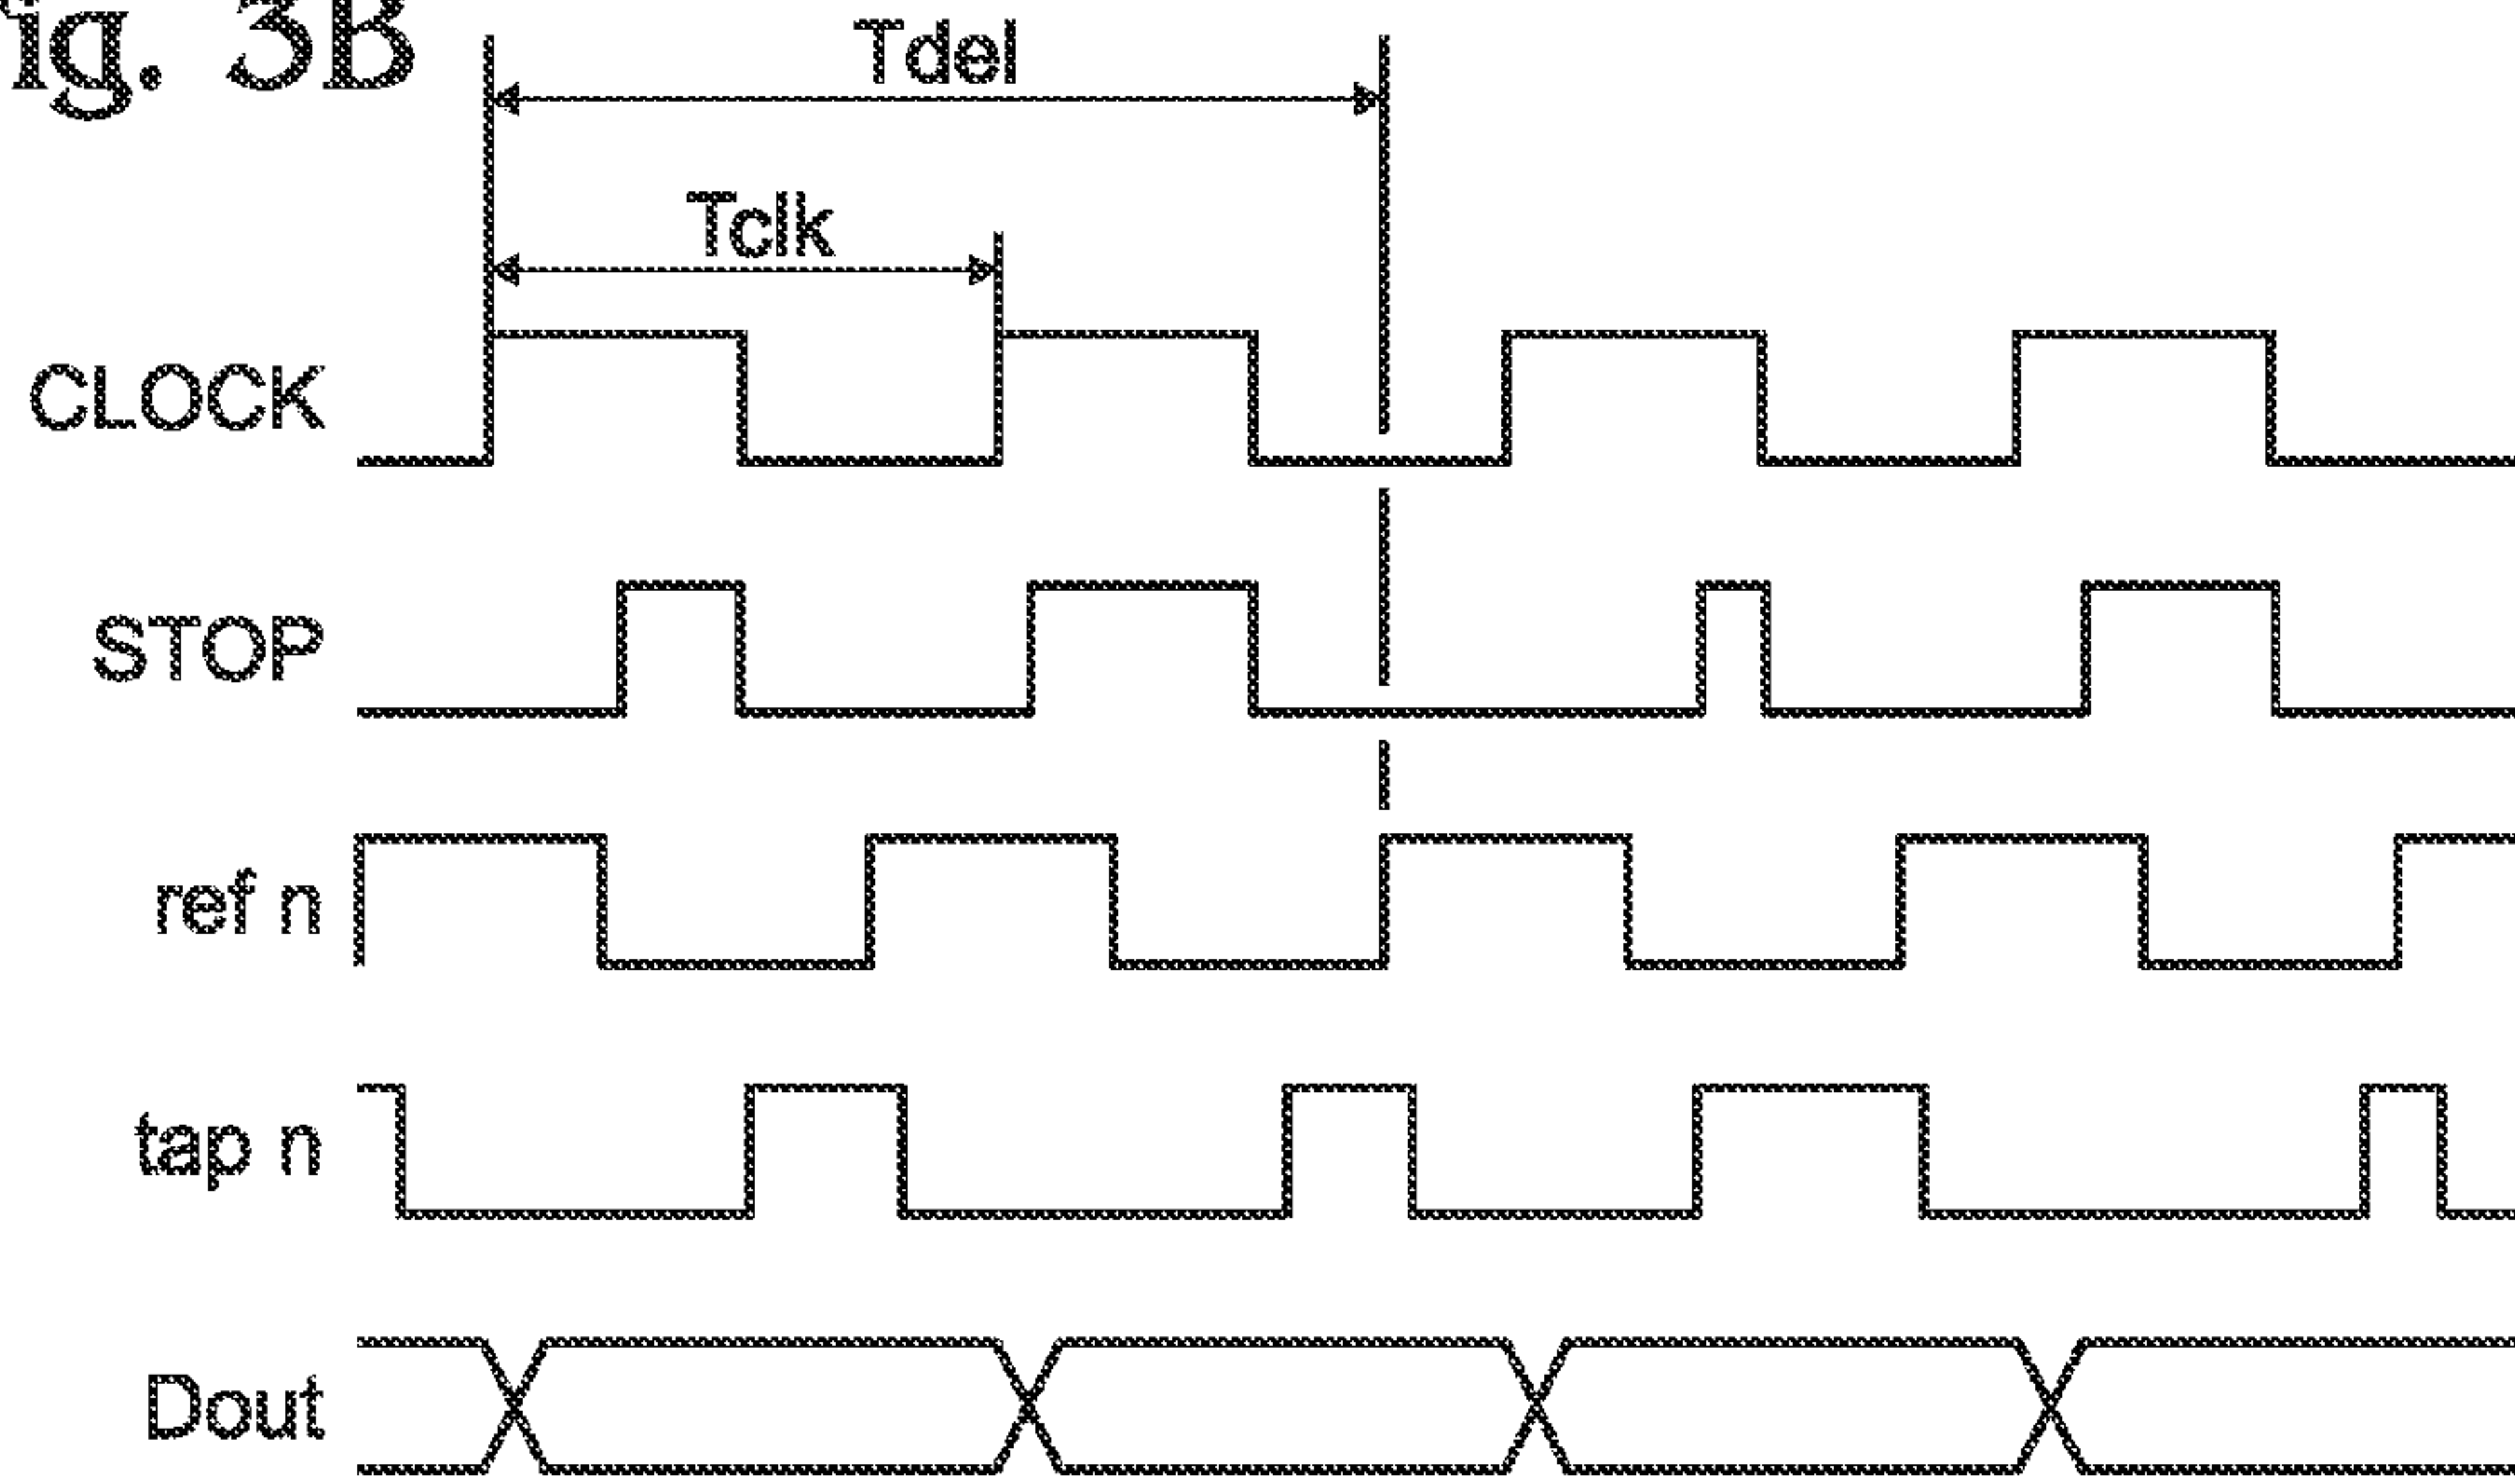 ig. 3B
Tdel
Tclk
CLOCK
STOP
ref n
tap n
Dout